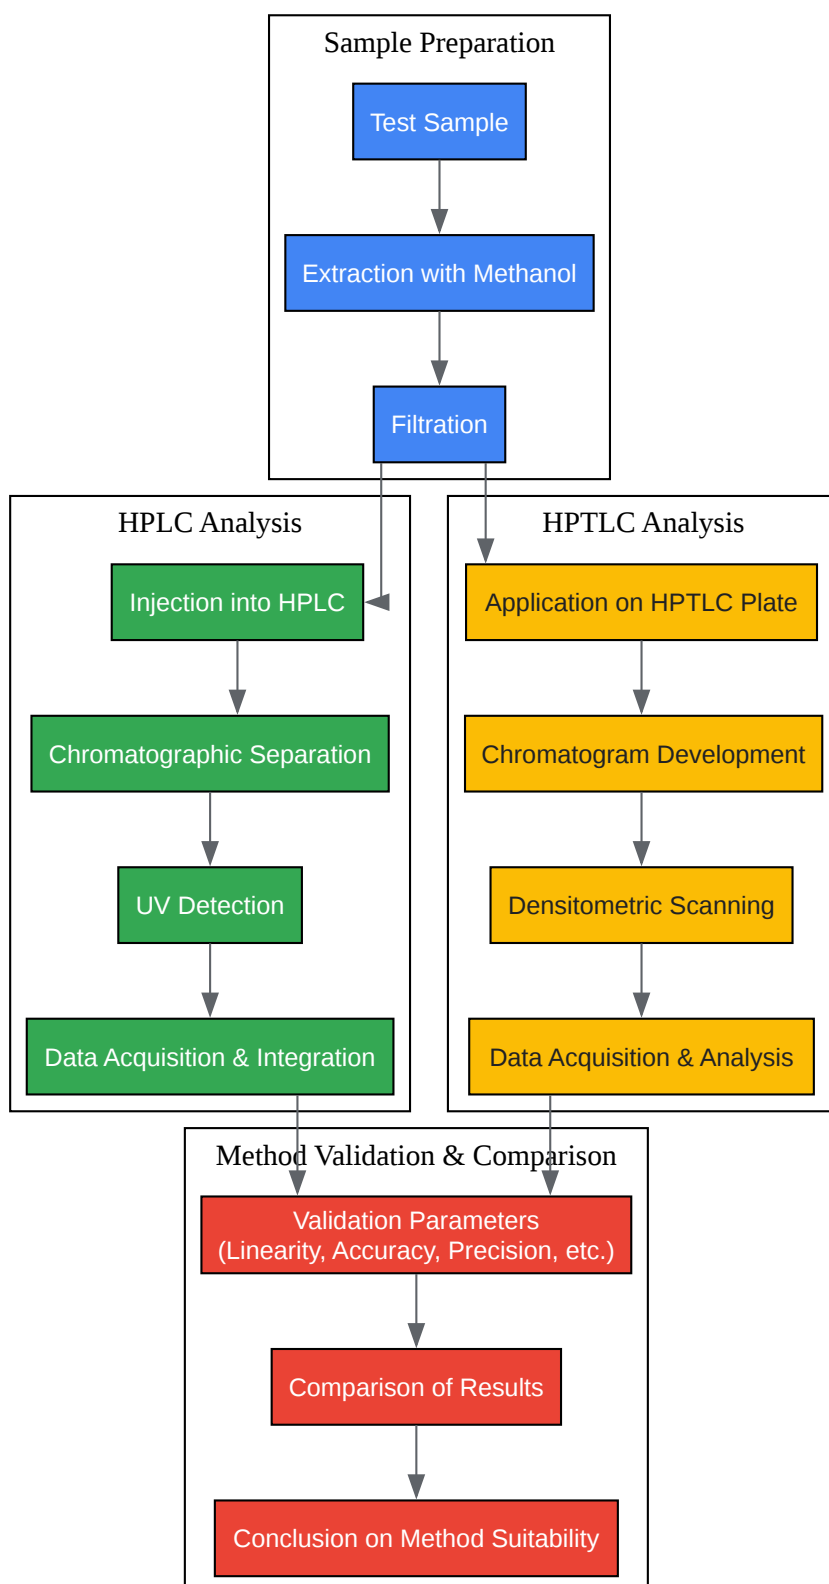 Sample Preparation
Test Sample
Extraction with Methanol
Filtration
HPLC Analysis
Injection into HPLC
Chromatographic Separation
UV Detection
Data Acquisition & Integration
HPTLC Analysis
Application on HPTLC Plate
Chromatogram Development
Densitometric Scanning
Data Acquisition & Analysis
Method Validation & Comparison
Validation Parameters
(Linearity, Accuracy, Precision, etc.)
Comparison of Results
Conclusion on Method Suitability